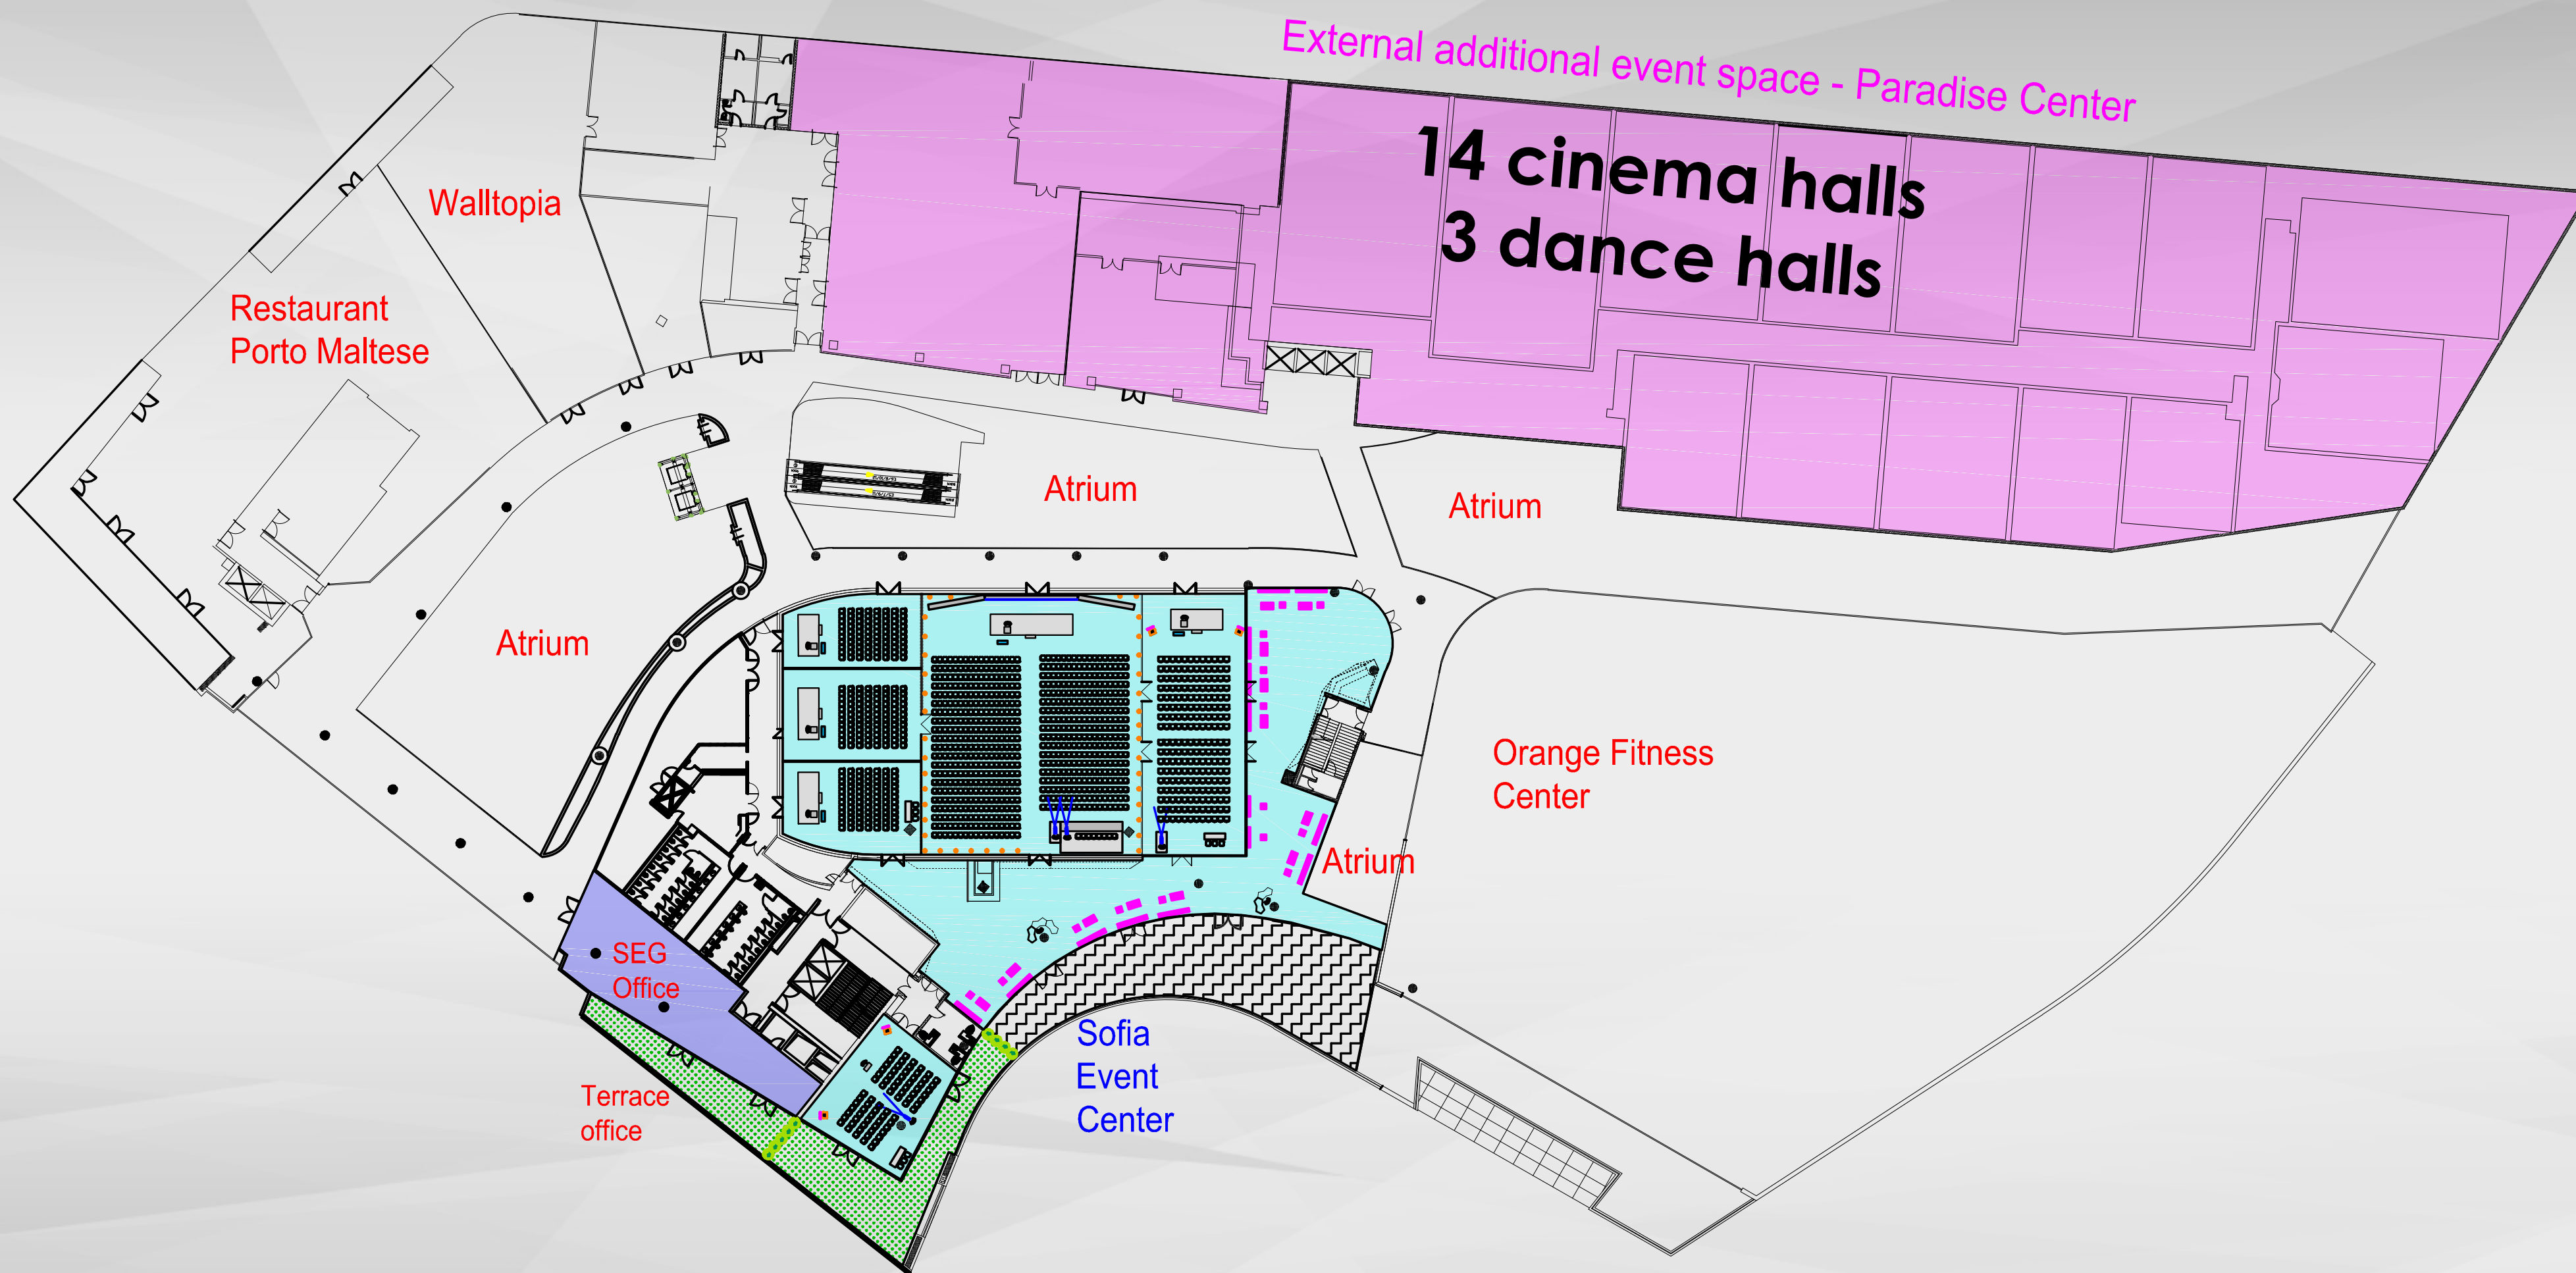 External additional event space - Paradise Center
14 cinema halls
3 dance halls
Walltopia
Restaurant
Porto Maltese
Atrium
Atrium
Atrium
Orange Fitness
Center
Atrium
SEG
Office
Sofia
Event
Center
Terrace
office